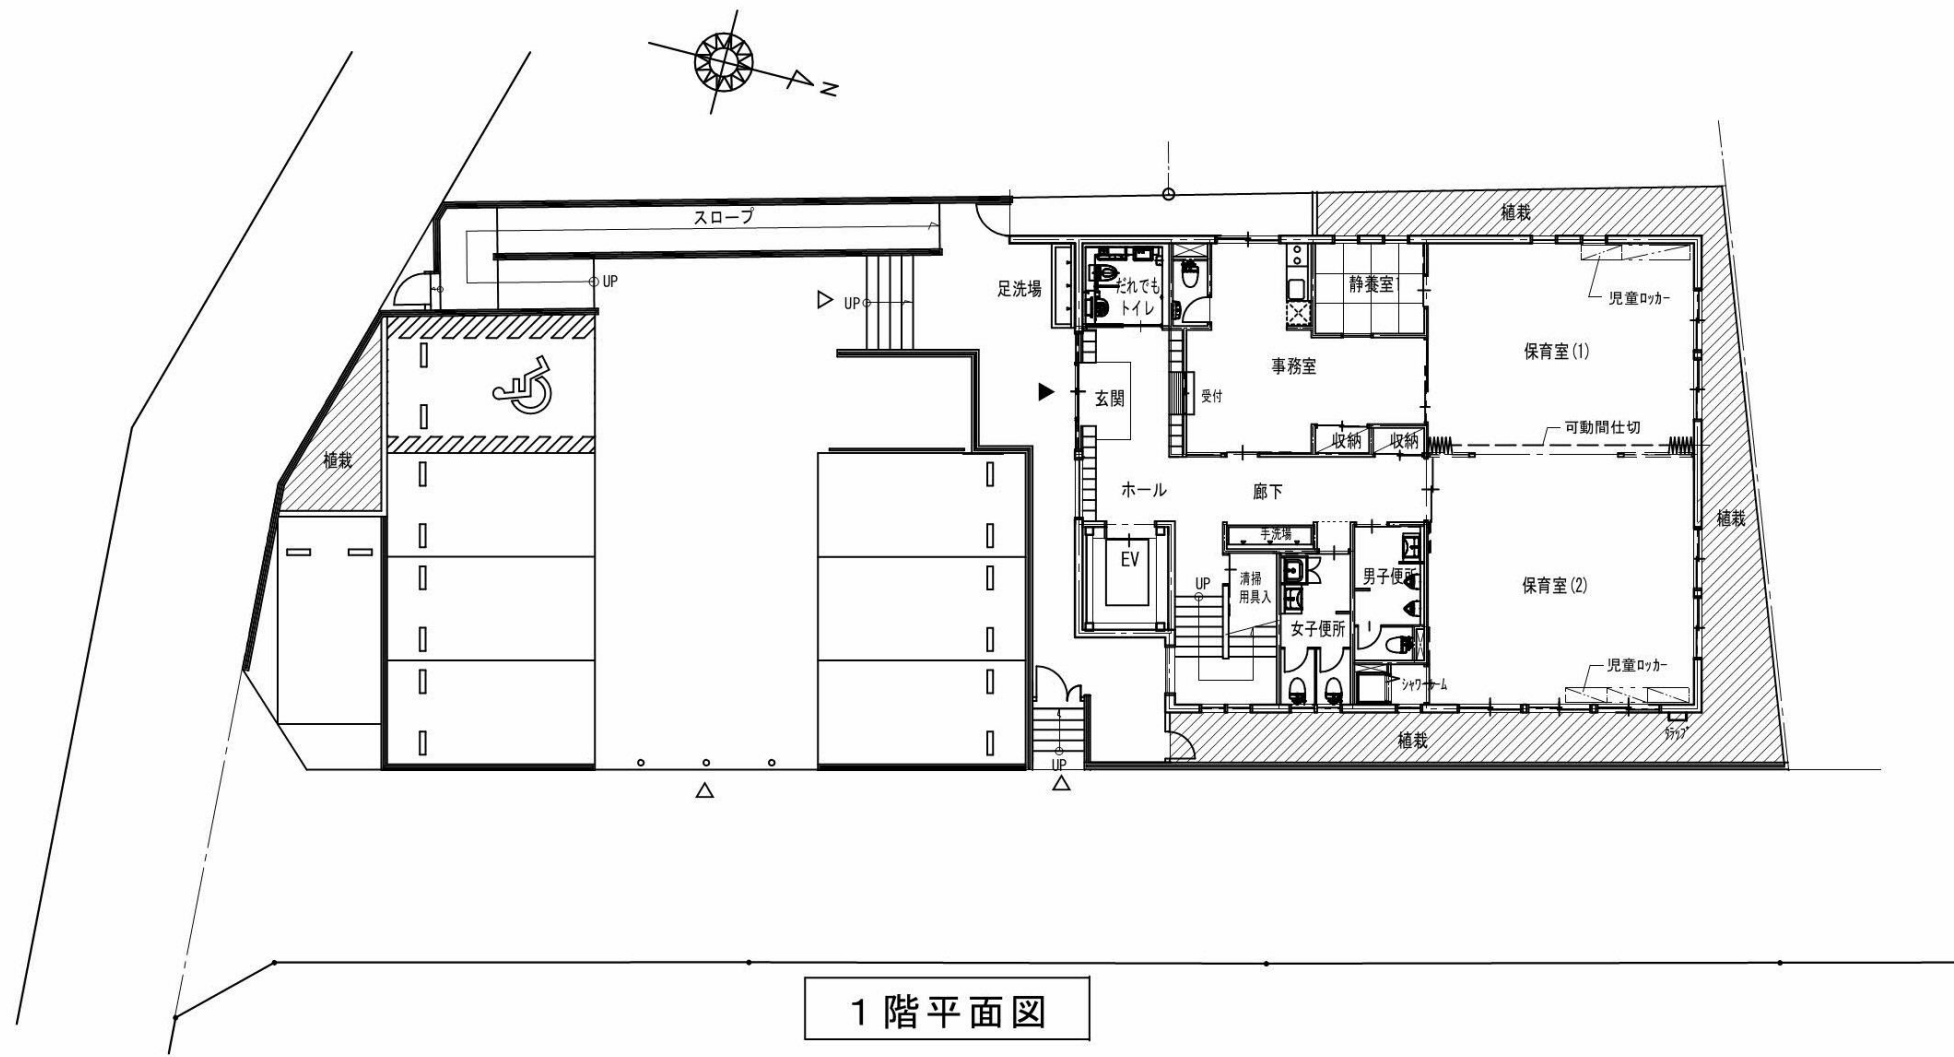 N
スロープ
植栽
UP
足洗場
だれでも
トイレ
静養室
児童ロッカー
UP
保育室(1)
事務室
玄関
受付
可動間仕切
収納
収納
植栽
ホール
廊下
植栽
手洗場
EV
UP
清掃
用具入
男子便所
保育室(2)
女子便所
児童ロッカー
シャワールーム
植栽
タラップ
UP
1階平面図